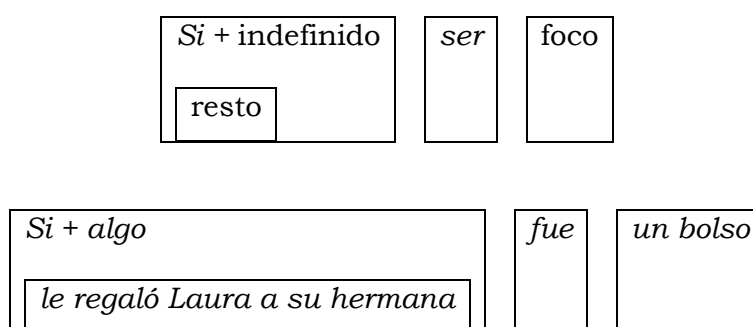 Si + indefinido ser foco
resto
Si + algo fue un bolso
le regaló Laura a su hermana